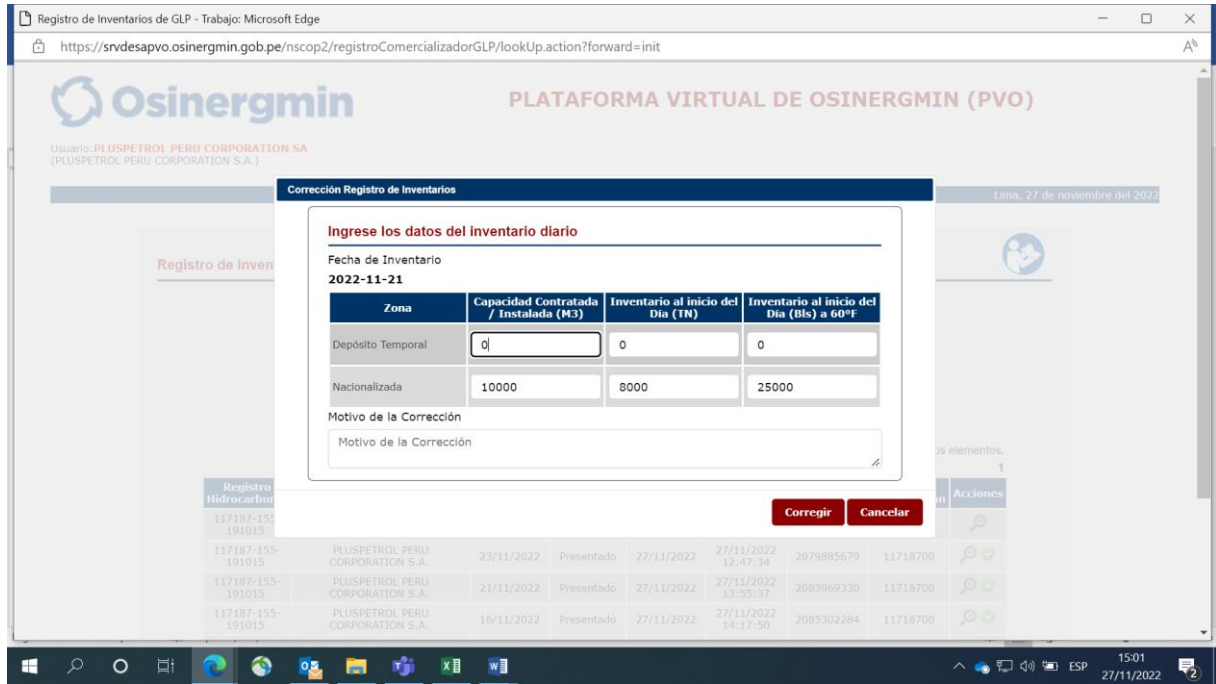 Registro de Inventarios de GLP - Trabajo: Microsoft Edge
https://srvdesapvo.osinergmin.gob.pe/nscop2/registroComercializadorGLP/lookUp.action?forward=init
Osinergmin
PLATAFORMA VIRTUAL DE OSINERGMIN (PVO)
Usuario:PLUSPETROL PERU CORPORATION SA
(PLUSPETROL PERU CORPORATION S.A.)
Lima, 27 de noviembre del 2022
Registro de Inven
Corrección Registro de Inventarios
Ingrese los datos del inventario diario
Fecha de Inventario
2022-11-21
Zona
Capacidad Contratada
/ Instalada (M3)
Inventario al inicio del
Día (TN)
Inventario al inicio del
Día (Bls) a 60ºF
Depósito Temporal 0 0 0
Nacionalizada 10000 8000 25000
Motivo de la Corrección
Motivo de la Corrección
Corregir Cancelar
os elementos.
1
Registro
Hidrocarbur
Acciones
117187-155-
191015
117187-155-
191015
PLUSPETROL PERU
CORPORATION S.A.
23/11/2022 Presentado 27/11/2022
27/11/2022
12:47:34
2079885679 11718700
117187-155-
191015
PLUSPETROL PERU
CORPORATION S.A.
21/11/2022 Presentado 27/11/2022
27/11/2022
13:55:37
2083969330 11718700
117187-155-
191015
PLUSPETROL PERU
CORPORATION S.A.
16/11/2022 Presentado 27/11/2022
27/11/2022
14:17:50
2085302284 11718700
ESP
15:01
27/11/2022
2